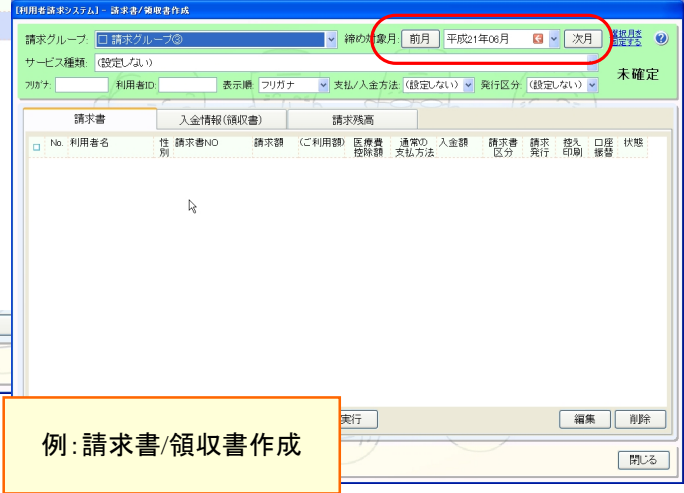 [利用者請求システム] - 請求書/領収書作成
請求グループ: 請求グループ③ 締め対象月: 前月 平成21年06月 次月 選択月を固定する
サービス種類: (設定しない)
未確定
フリガナ: 利用者ID: 表示順: フリガナ 支払/入金方法: (設定しない) 発行区分: (設定しない)
請求書 入金情報(領収書) 請求残高
No. 利用者名 性別 請求書NO 請求額 (ご利用額) 医療費控除額 通常の支払方法 入金額 請求書区分 請求発行 控え印刷 口座振替 状態
実行 編集 削除
例:請求書/領収書作成
閉じる